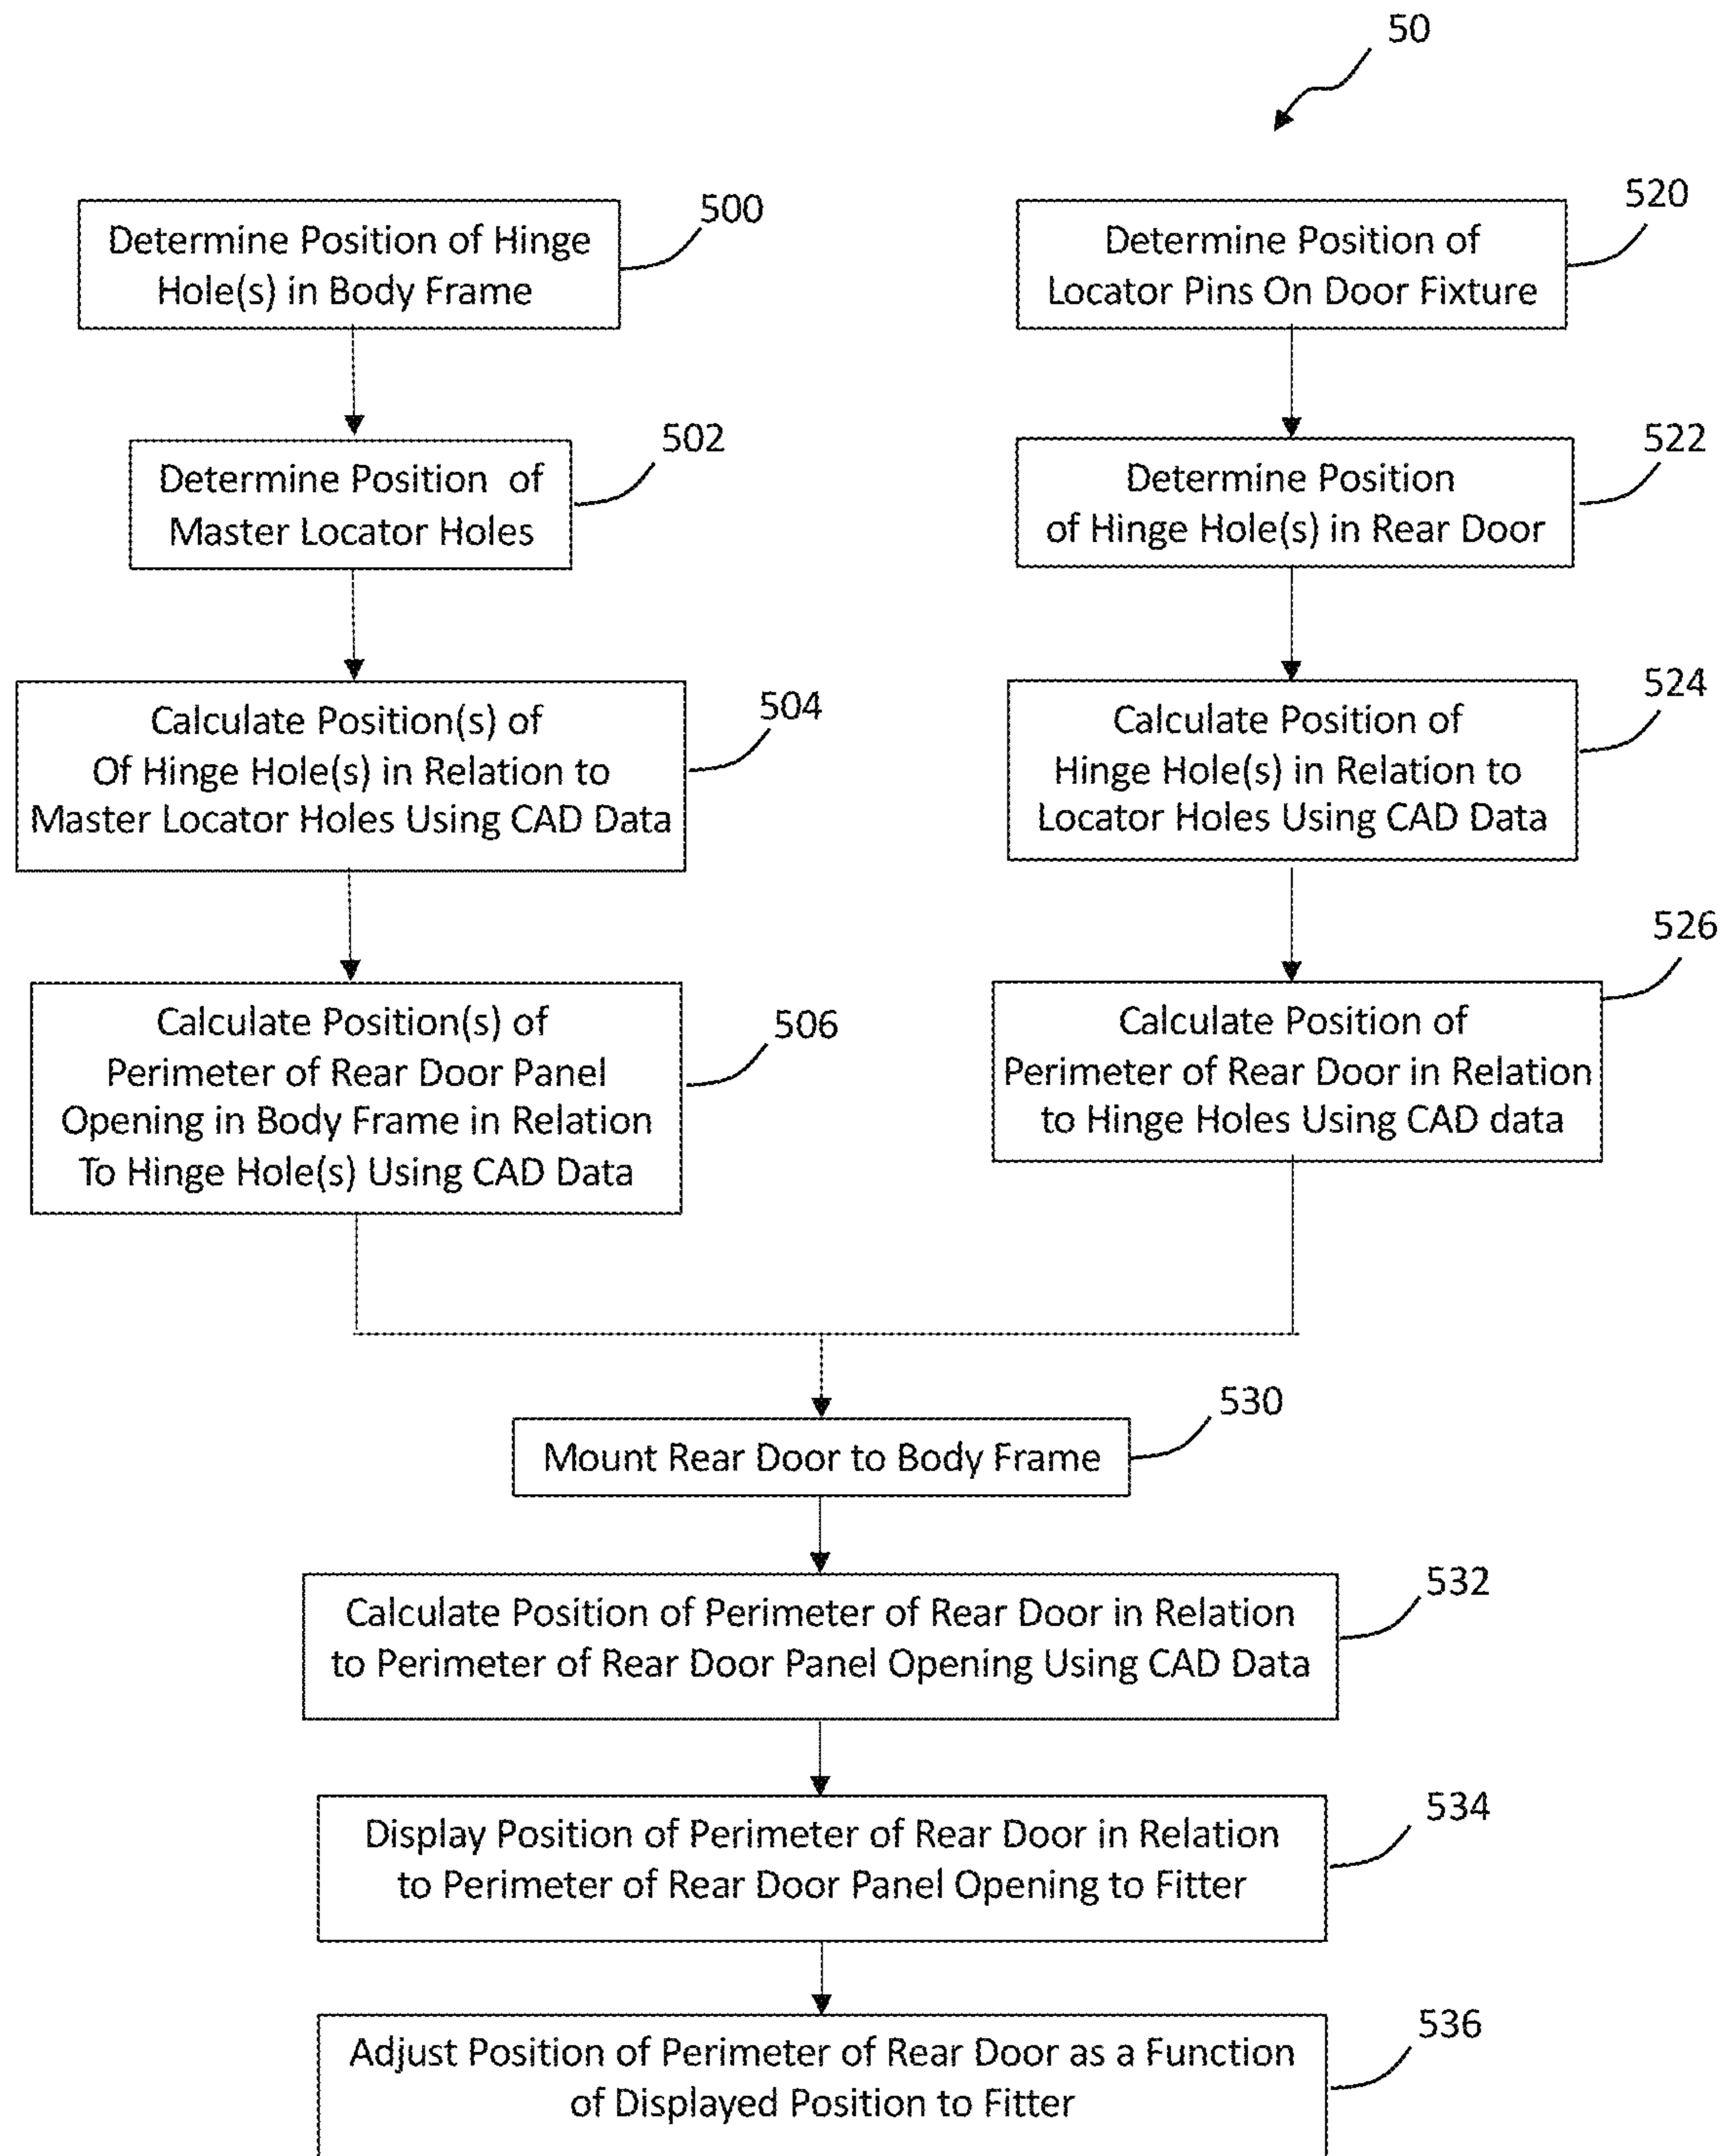 50
500
Determine Position of Hinge
Hole(s) in Body Frame
502
Determine Position of
Master Locator Holes
504
Calculate Position(s) of
Of Hinge Hole(s) in Relation to
Master Locator Holes Using CAD Data
506
Calculate Position(s) of
Perimeter of Rear Door Panel
Opening in Body Frame in Relation
To Hinge Hole(s) Using CAD Data
520
Determine Position of
Locator Pins On Door Fixture
522
Determine Position
of Hinge Hole(s) in Rear Door
524
Calculate Position of
Hinge Hole(s) in Relation to
Locator Holes Using CAD Data
526
Calculate Position of
Perimeter of Rear Door in Relation
to Hinge Holes Using CAD data
530
Mount Rear Door to Body Frame
532
Calculate Position of Perimeter of Rear Door in Relation
to Perimeter of Rear Door Panel Opening Using CAD Data
534
Display Position of Perimeter of Rear Door in Relation
to Perimeter of Rear Door Panel Opening to Fitter
536
Adjust Position of Perimeter of Rear Door as a Function
of Displayed Position to Fitter